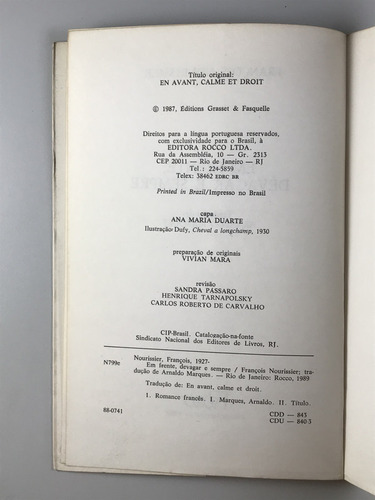 Título original:
EN AVANT, CALME ET DROIT
© 1987, Éditions Grasset & Fasquelle
Direitos para a língua portuguesa reservados,
com exclusividade para o Brasil, à
EDITORA ROCCO LTDA.
Rua da Assembléia, 10 — Gr. 2313
CEP 20011 — Rio de Janeiro — RJ
Tel.: 224-5859
Telex: 38462 EDRC BR
Printed in Brazil/Impresso no Brasil
capa
ANA MARIA DUARTE
Ilustração: Dufy, Cheval a longchamp, 1930
preparação de originais
VIVIAN MARA
revisão
SANDRA PÁSSARO
HENRIQUE TARNAPOLSKY
CARLOS ROBERTO DE CARVALHO
CIP-Brasil. Catalogação-na-fonte
Sindicato Nacional dos Editores de Livros, RJ.
Nourissier, François, 1927-
N799e Em frente, devagar e sempre / François Nourissier; tra-
dução de Arnaldo Marques. — Rio de Janeiro: Rocco, 1989
Tradução de: En avant, calme et droit.
1. Romance francês. I. Marques, Arnaldo. II. Título.
88-0741 CDD — 843
CDU — 840 3